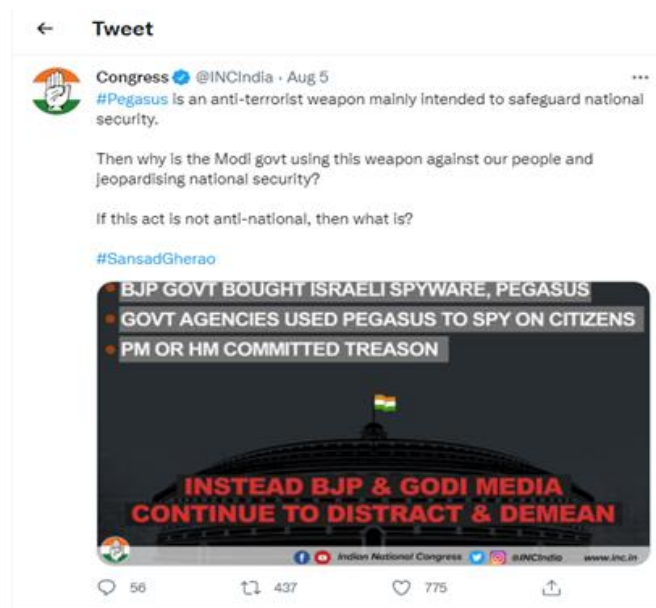 Tweet
Congress @INCIndia · Aug 5
#Pegasus is an anti-terrorist weapon mainly intended to safeguard national
security.
Then why is the Modi govt using this weapon against our people and
jeopardising national security?
If this act is not anti-national, then what is?
#SansadGherao
BJP GOVT BOUGHT ISRAELI SPYWARE, PEGASUS
GOVT AGENCIES USED PEGASUS TO SPY ON CITIZENS
PM OR HM COMMITTED TREASON
INSTEAD BJP & GODI MEDIA
CONTINUE TO DISTRACT & DEMEAN
Indian National Congress @INCIndia www.inc.in
56 437 775